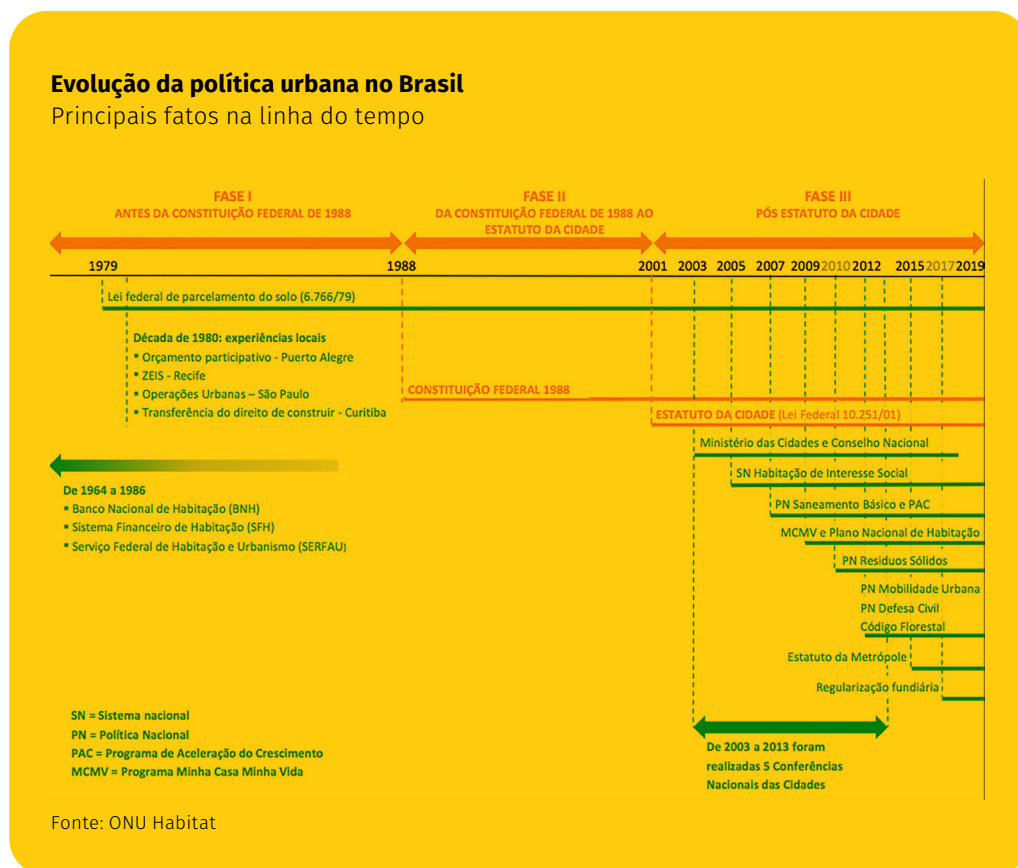 Evolução da política urbana no Brasil
Principais fatos na linha do tempo
FASE I
ANTES DA CONSTITUIÇÃO FEDERAL DE 1988
FASE II
DA CONSTITUIÇÃO FEDERAL DE 1988 AO
ESTATUTO DA CIDADE
FASE III
PÓS ESTATUTO DA CIDADE
1979 1988 2001 2003 2005 2007 2009 2010 2012 2015 2017 2019
Lei federal de parcelamento do solo (6.766/79)
Década de 1980: experiências locais
▪ Orçamento participativo - Puerto Alegre
▪ ZEIS - Recife
▪ Operações Urbanas – São Paulo
▪ Transferência do direito de construir - Curitiba
CONSTITUIÇÃO FEDERAL 1988
ESTATUTO DA CIDADE (Lei Federal 10.251/01)
Ministério das Cidades e Conselho Nacional
SN Habitação de Interesse Social
PN Saneamento Básico e PAC
MCMV e Plano Nacional de Habitação
PN Residuos Sólidos
PN Mobilidade Urbana
PN Defesa Civil
Código Florestal
Estatuto da Metrópole
Regularização fundiária
De 1964 a 1986
▪ Banco Nacional de Habitação (BNH)
▪ Sistema Financeiro de Habitação (SFH)
▪ Serviço Federal de Habitação e Urbanismo (SERFAU)
SN = Sistema nacional
PN = Política Nacional
PAC = Programa de Aceleração do Crescimento
MCMV = Programa Minha Casa Minha Vida
De 2003 a 2013 foram
realizadas 5 Conferências
Nacionais das Cidades
Fonte: ONU Habitat